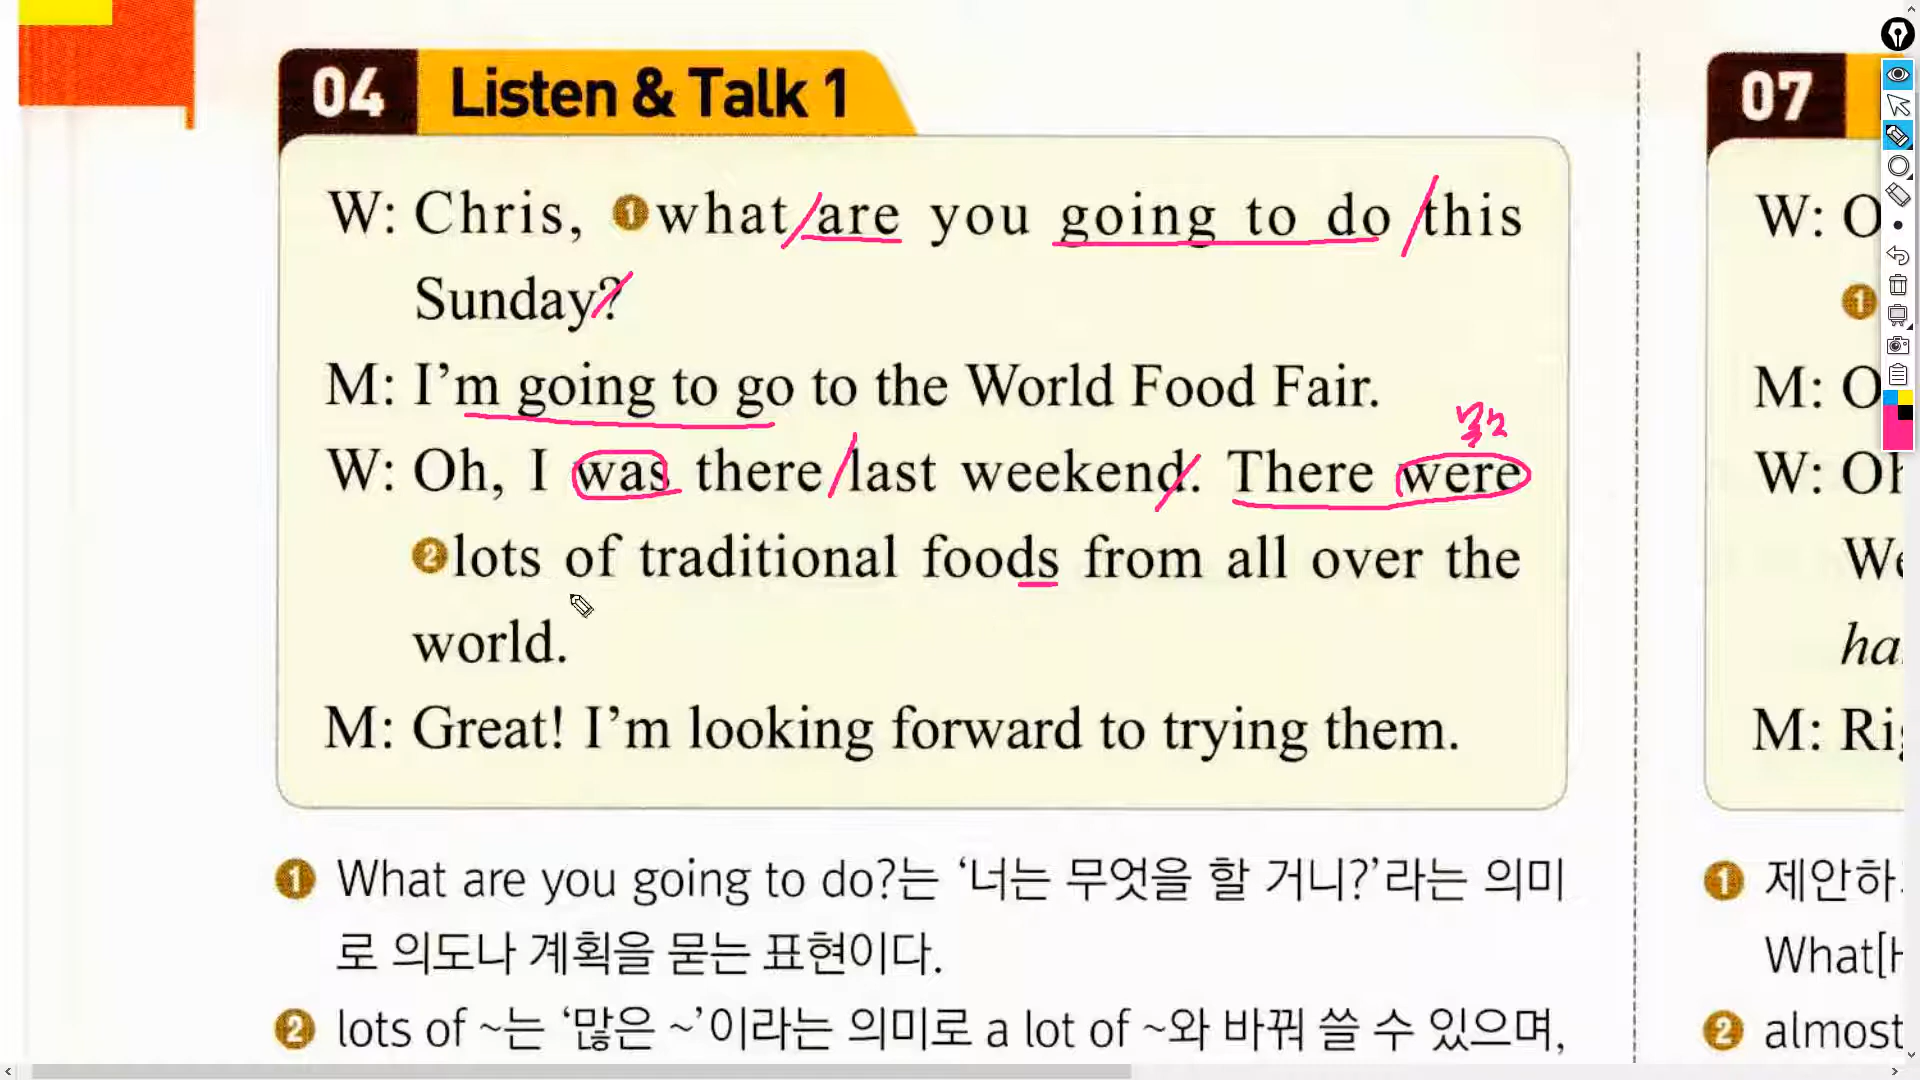 04 Listen & Talk 1
W: Chris, ❶what are you going to do this
Sunday?
M: I'm going to go to the World Food Fair.
W: Oh, I was there last weekend. There were
❷lots of traditional foods from all over the
world.
M: Great! I'm looking forward to trying them.
❶ What are you going to do?는 ‘너는 무엇을 할 거니?’라는 의미
로 의도나 계획을 묻는 표현이다.
❷ lots of ~는 ‘많은 ~’이라는 의미로 a lot of ~와 바꿔 쓸 수 있으며,
07
W: O
❶
M: O
W: Oh
We
ha
M: Rig
❶ 제안하
What[H
❷ almost